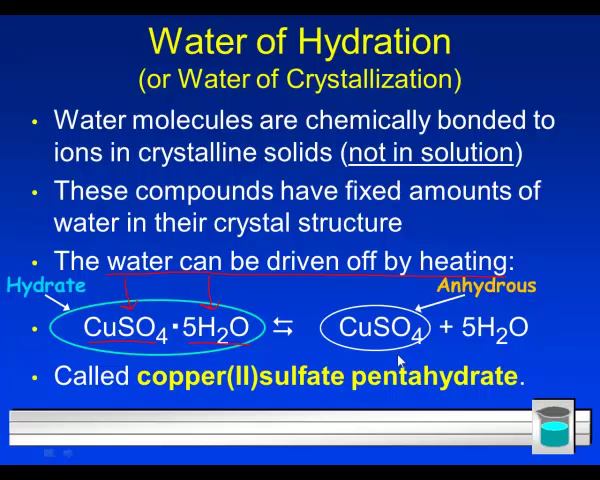 Water of Hydration
(or Water of Crystallization)
• Water molecules are chemically bonded to
ions in crystalline solids (not in solution)
• These compounds have fixed amounts of
water in their crystal structure
• The water can be driven off by heating:
Hydrate Anhydrous
• CuSO₄·5H₂O ⇆ CuSO₄ + 5H₂O
• Called copper(II)sulfate pentahydrate.